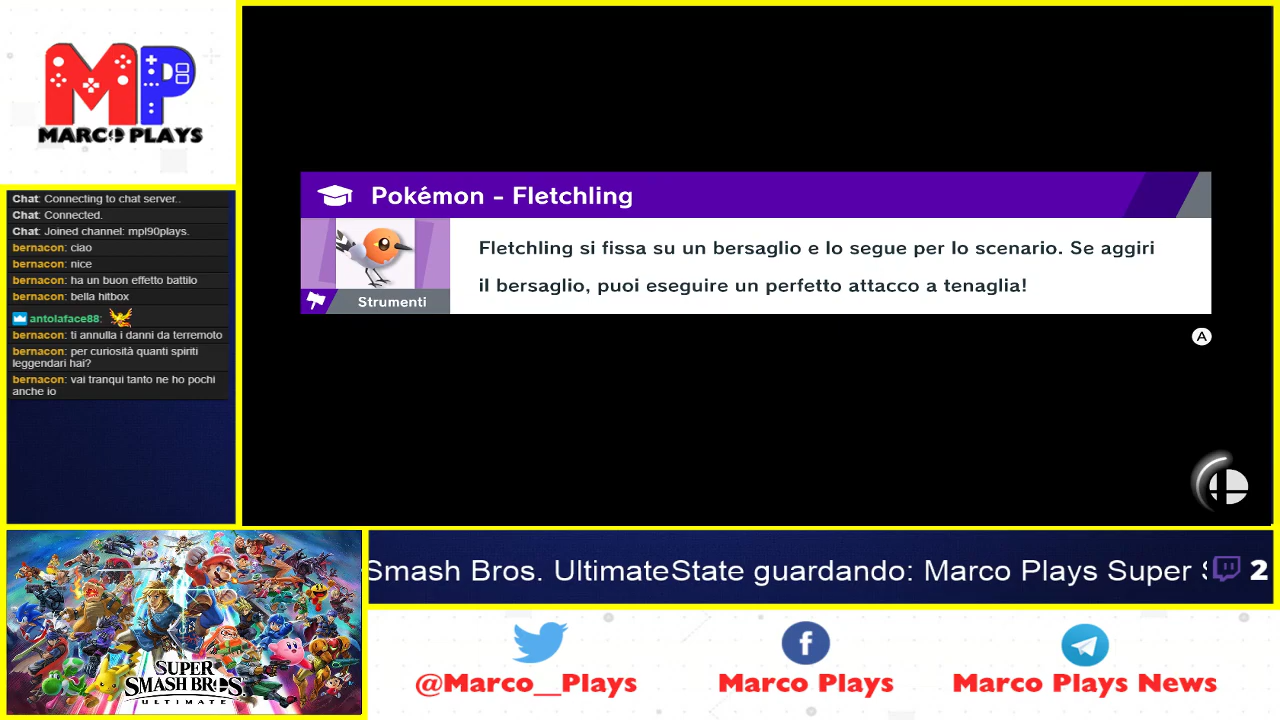 MP
MARCO PLAYS
Chat: Connecting to chat server..
Chat: Connected.
Chat: Joined channel: mpl90plays.
bernacon: ciao
bernacon: nice
bernacon: ha un buon effetto battilo
bernacon: bella hitbox
antolaface88:
bernacon: ti annulla i danni da terremoto
bernacon: per curiosità quanti spiriti
leggendari hai?
bernacon: vai tranqui tanto ne ho pochi
anche io
Pokémon - Fletchling
Fletchling si fissa su un bersaglio e lo segue per lo scenario. Se aggiri
il bersaglio, puoi eseguire un perfetto attacco a tenaglia!
Strumenti
A
SUPER
SMASH BROS.
ULTIMATE
Smash Bros. UltimateState guardando: Marco Plays Super S
2
@Marco__Plays
Marco Plays
Marco Plays News